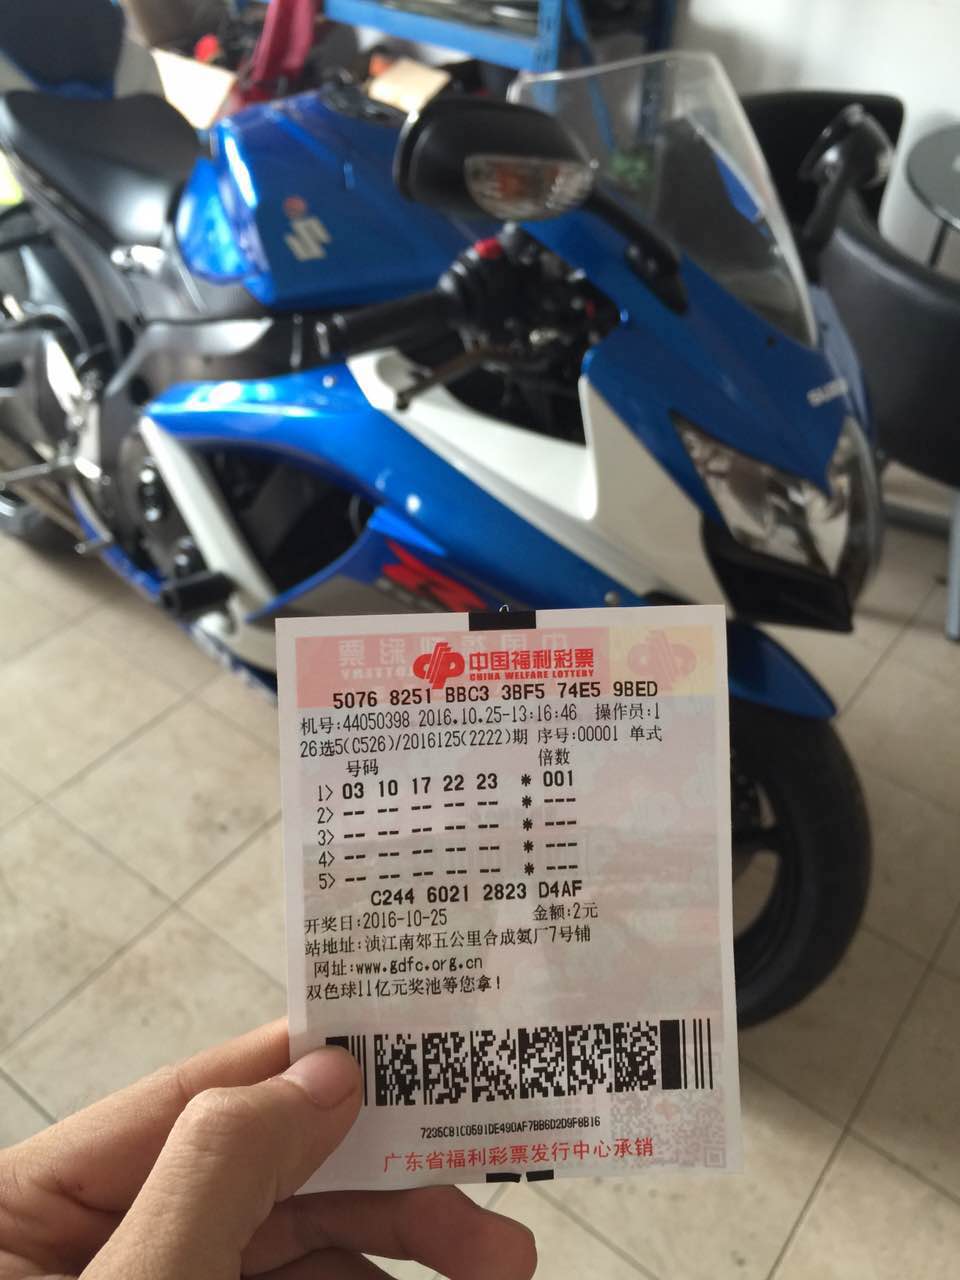 SUZUKI
R
中国福利彩票
CHINA WELFARE LOTTERY
5076 8251 BBC3 3BF5 74E5 9BED
机号:44050398 2016.10.25-13:16:46 操作员:1
26选5(C526)/2016125(2222)期 序号:00001 单式
号码 倍数
1> 03 10 17 22 23 * 001
2> -- -- -- -- -- * ---
3> -- -- -- -- -- * ---
4> -- -- -- -- -- * ---
5> -- -- -- -- -- * ---
C244 6021 2823 D4AF
开奖日:2016-10-25 金额:2元
站地址:浈江南郊五公里合成氨厂7号铺
网址:www.gdfc.org.cn
双色球11亿元奖池等您拿!
7235C81C0591DE490AF7BB6D2D9F8B16
广东省福利彩票发行中心承销